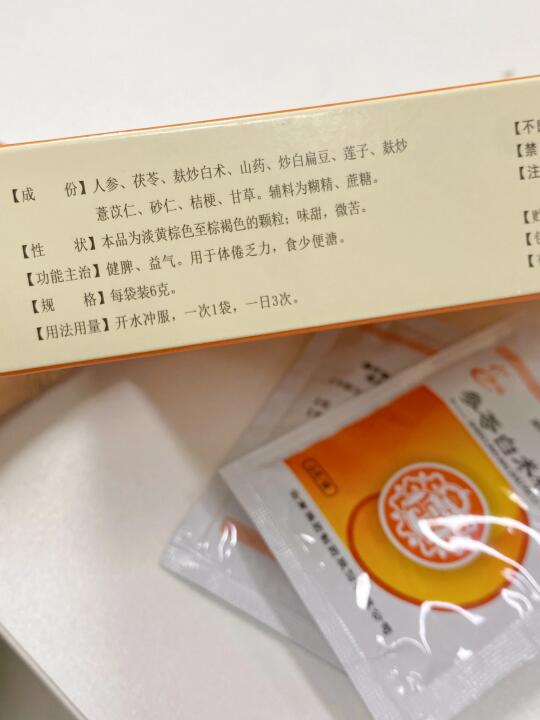 【成　份】人参、茯苓、麸炒白术、山药、炒白扁豆、莲子、麸炒
薏苡仁、砂仁、桔梗、甘草。辅料为糊精、蔗糖。
【性　状】本品为淡黄棕色至棕褐色的颗粒；味甜，微苦。
【功能主治】健脾、益气。用于体倦乏力，食少便溏。
【规　格】每袋装6克。
【用法用量】开水冲服，一次1袋，一日3次。
【不
【禁
【注
参苓白术